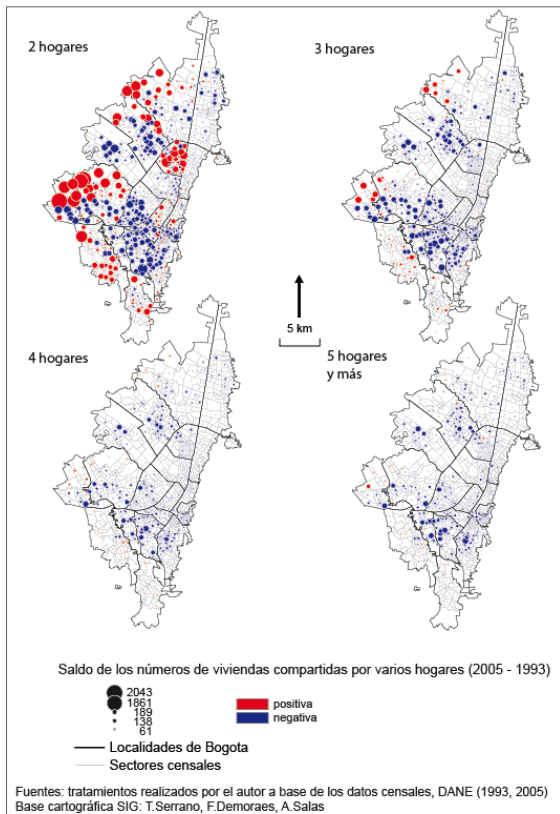 2 hogares
3 hogares
5 km
4 hogares
5 hogares
y más
Saldo de los números de viviendas compartidas por varios hogares (2005 - 1993)
2043
1861
189
138
61
positiva
negativa
Localidades de Bogota
Sectores censales
Fuentes: tratamientos realizados por el autor a base de los datos censales, DANE (1993, 2005)
Base cartográfica SIG: T.Serrano, F.Demoraes, A.Salas